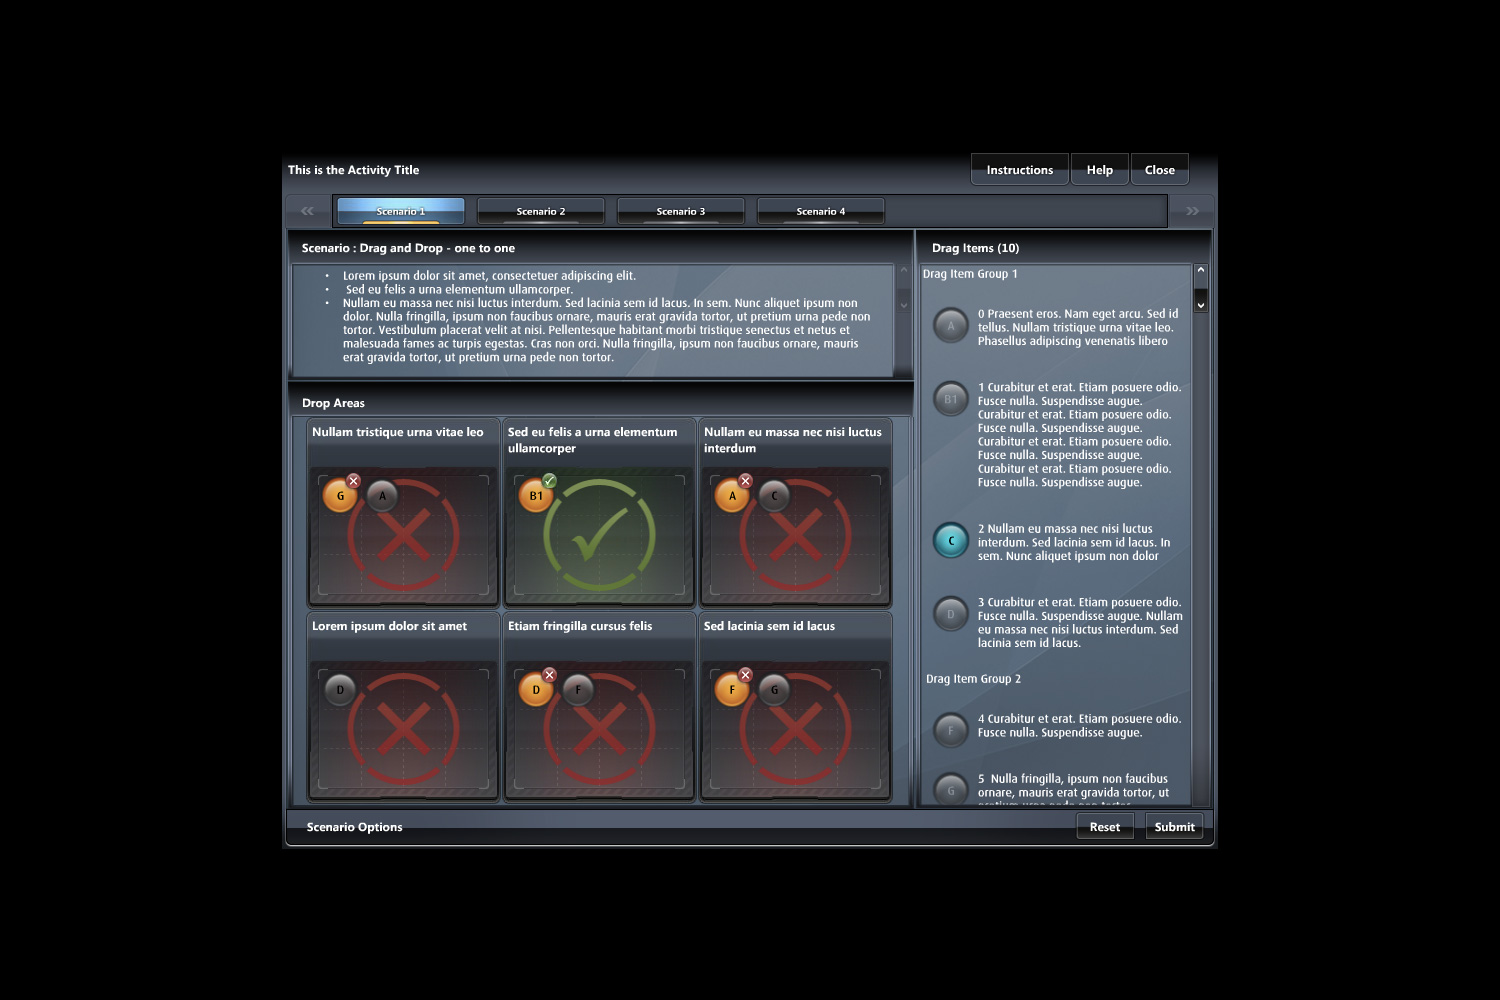 This is the Activity Title
Instructions
Help
Close
Scenario 1
Scenario 2
Scenario 3
Scenario 4
Scenario : Drag and Drop - one to one
• Lorem ipsum dolor sit amet, consectetuer adipiscing elit.
• Sed eu felis a urna elementum ullamcorper.
• Nullam eu massa nec nisi luctus interdum. Sed lacinia sem id lacus. In sem. Nunc aliquet ipsum non
dolor. Nulla fringilla, ipsum non faucibus ornare, mauris erat gravida tortor, ut pretium urna pede non
tortor. Vestibulum placerat velit at nisi. Pellentesque habitant morbi tristique senectus et netus et
malesuada fames ac turpis egestas. Cras non orci. Nulla fringilla, ipsum non faucibus ornare, mauris
erat gravida tortor, ut pretium urna pede non tortor.
Drop Areas
Nullam tristique urna vitae leo
G
A
Sed eu felis a urna elementum
ullamcorper
B1
Nullam eu massa nec nisi luctus
interdum
A
C
Lorem ipsum dolor sit amet
D
Etiam fringilla cursus felis
D
F
Sed lacinia sem id lacus
F
G
Drag Items (10)
Drag Item Group 1
A
0 Praesent eros. Nam eget arcu. Sed id
tellus. Nullam tristique urna vitae leo.
Phasellus adipiscing venenatis libero
B1
1 Curabitur et erat. Etiam posuere odio.
Fusce nulla. Suspendisse augue.
Curabitur et erat. Etiam posuere odio.
Fusce nulla. Suspendisse augue.
Curabitur et erat. Etiam posuere odio.
Fusce nulla. Suspendisse augue.
Curabitur et erat. Etiam posuere odio.
Fusce nulla. Suspendisse augue.
C
2 Nullam eu massa nec nisi luctus
interdum. Sed lacinia sem id lacus. In
sem. Nunc aliquet ipsum non dolor
D
3 Curabitur et erat. Etiam posuere odio.
Fusce nulla. Suspendisse augue. Nullam
eu massa nec nisi luctus interdum. Sed
lacinia sem id lacus.
Drag Item Group 2
F
4 Curabitur et erat. Etiam posuere odio.
Fusce nulla. Suspendisse augue.
G
5 Nulla fringilla, ipsum non faucibus
ornare, mauris erat gravida tortor, ut
Scenario Options
Reset
Submit